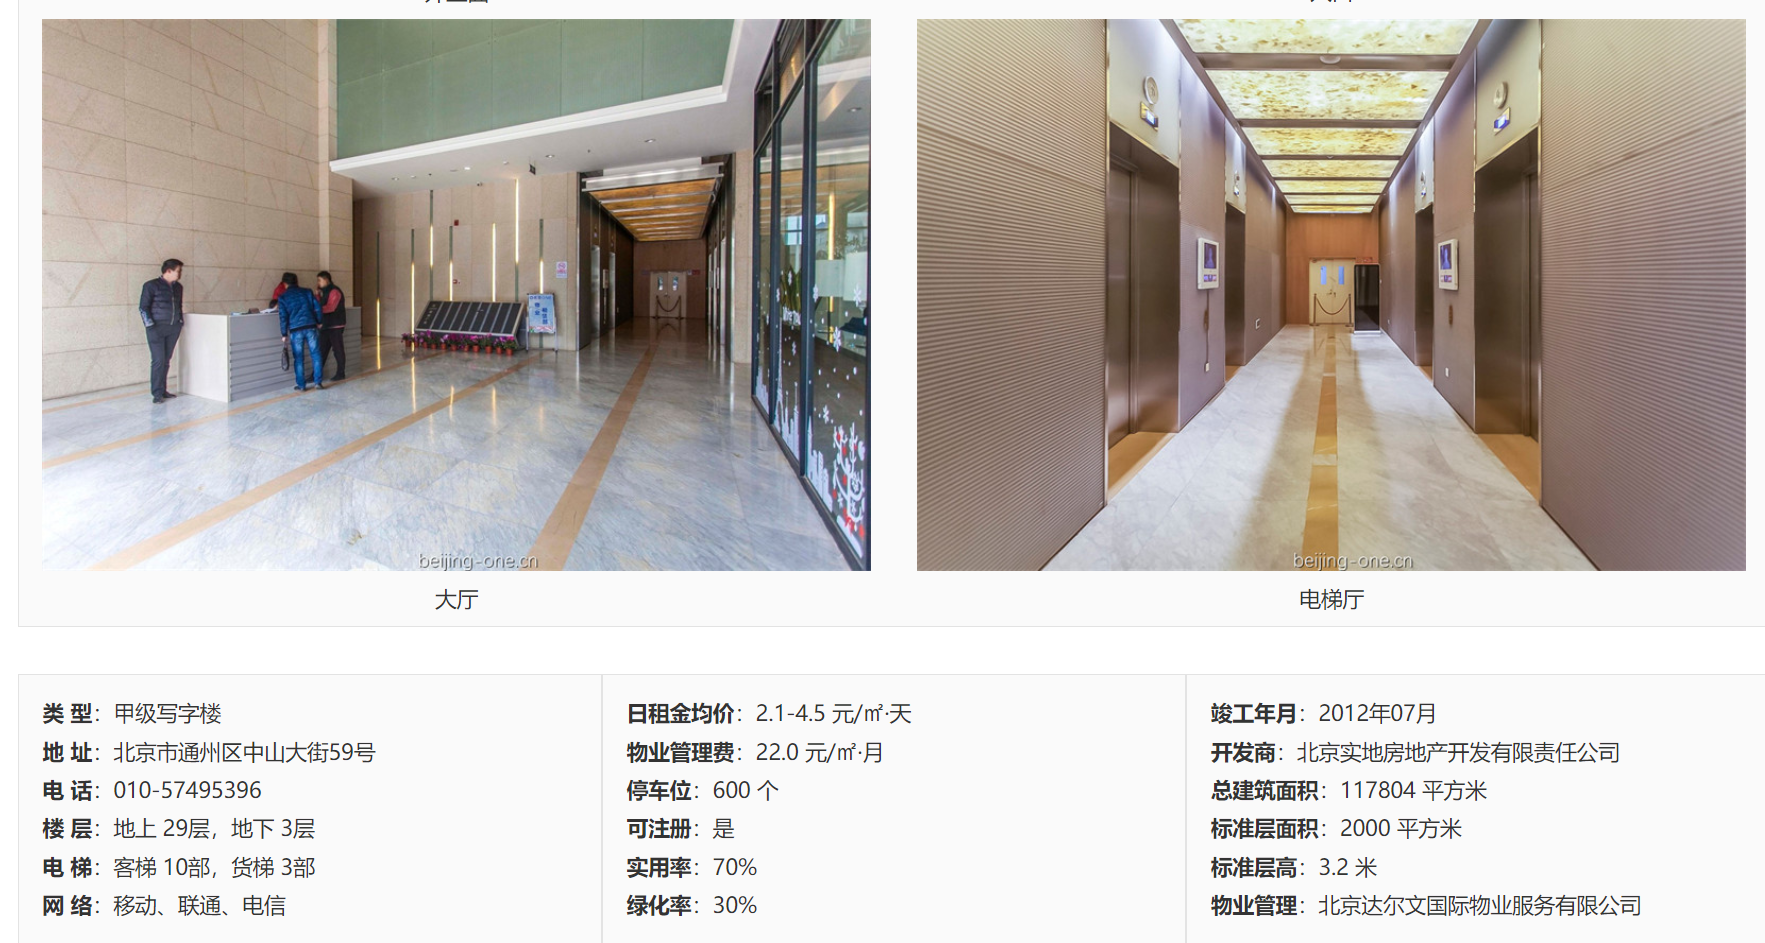 beijing-one.cn
beijing-one.cn
大厅
电梯厅
类 型：甲级写字楼
地 址：北京市通州区中山大街59号
电 话：010-57495396
楼 层：地上 29层，地下 3层
电 梯：客梯 10部，货梯 3部
网 络：移动、联通、电信
日租金均价：2.1-4.5 元/㎡·天
物业管理费：22.0 元/㎡·月
停车位：600 个
可注册：是
实用率：70%
绿化率：30%
竣工年月：2012年07月
开发商：北京实地房地产开发有限责任公司
总建筑面积：117804 平方米
标准层面积：2000 平方米
标准层高：3.2 米
物业管理：北京达尔文国际物业服务有限公司